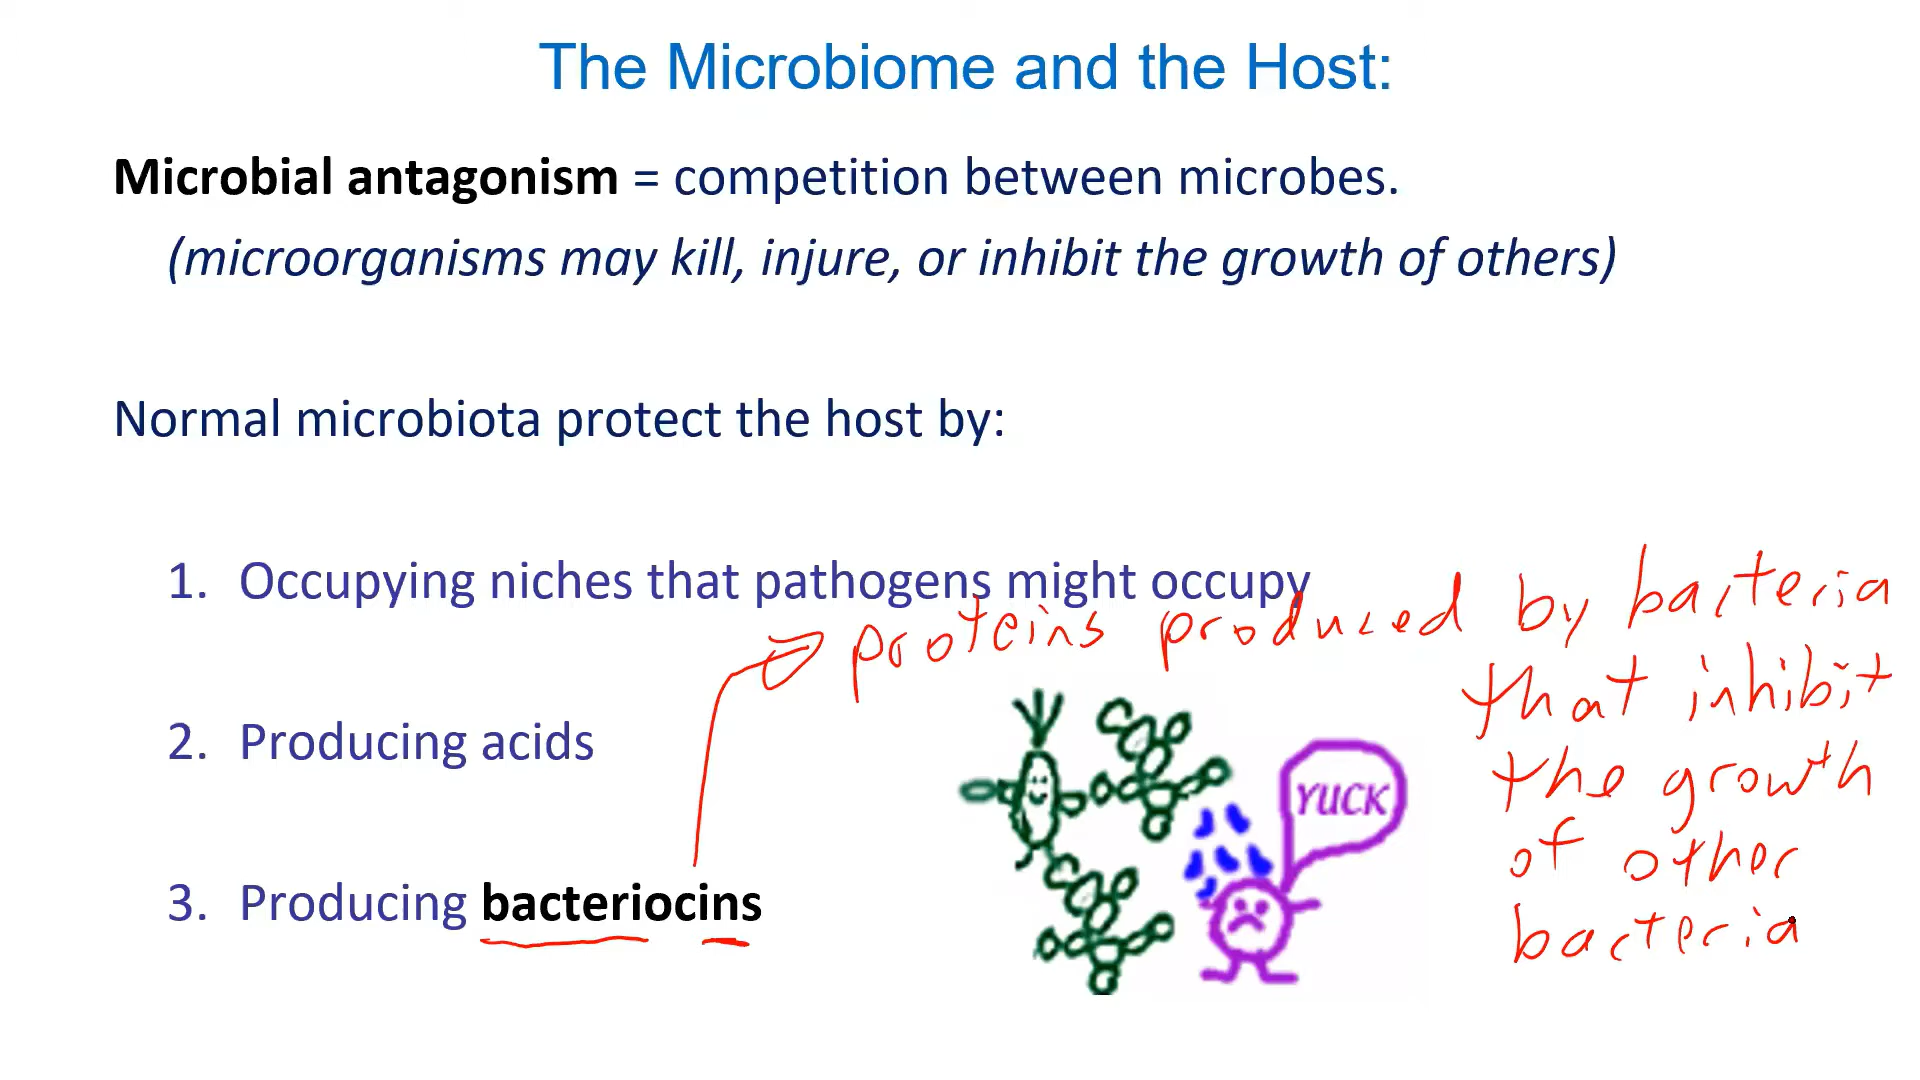 The Microbiome and the Host:
Microbial antagonism = competition between microbes.
(microorganisms may kill, injure, or inhibit the growth of others)
Normal microbiota protect the host by:
1. Occupying niches that pathogens might occupy
proteins produced by bacteria
that inhibit
the growth
of other
bacteria
2. Producing acids
YUCK
3. Producing bacteriocins